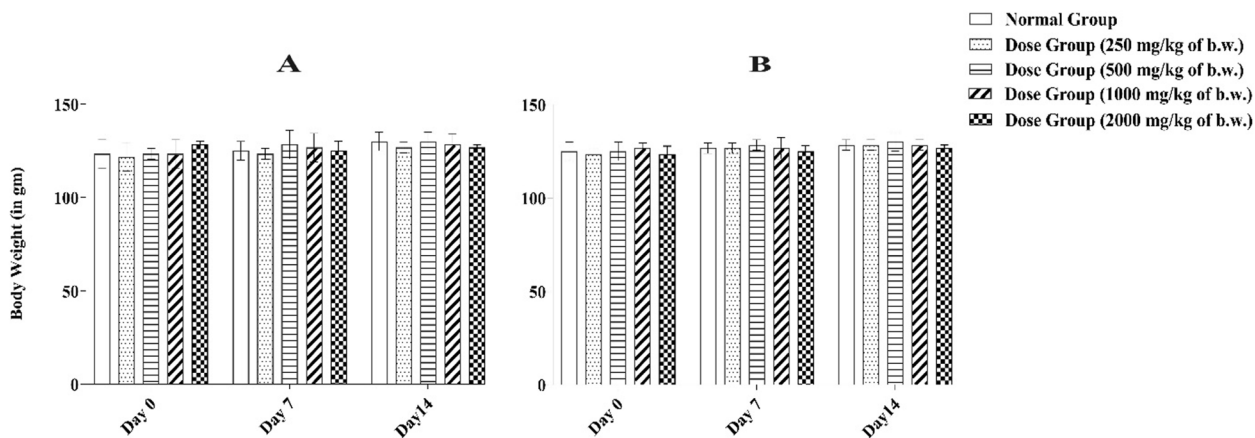 Normal Group
Dose Group (250 mg/kg of b.w.)
Dose Group (500 mg/kg of b.w.)
Dose Group (1000 mg/kg of b.w.)
Dose Group (2000 mg/kg of b.w.)
A
150
100
50
0
Body Weight (in gm)
Day 0
Day 7
Day14
B
150
100
50
0
Day 0
Day 7
Day14